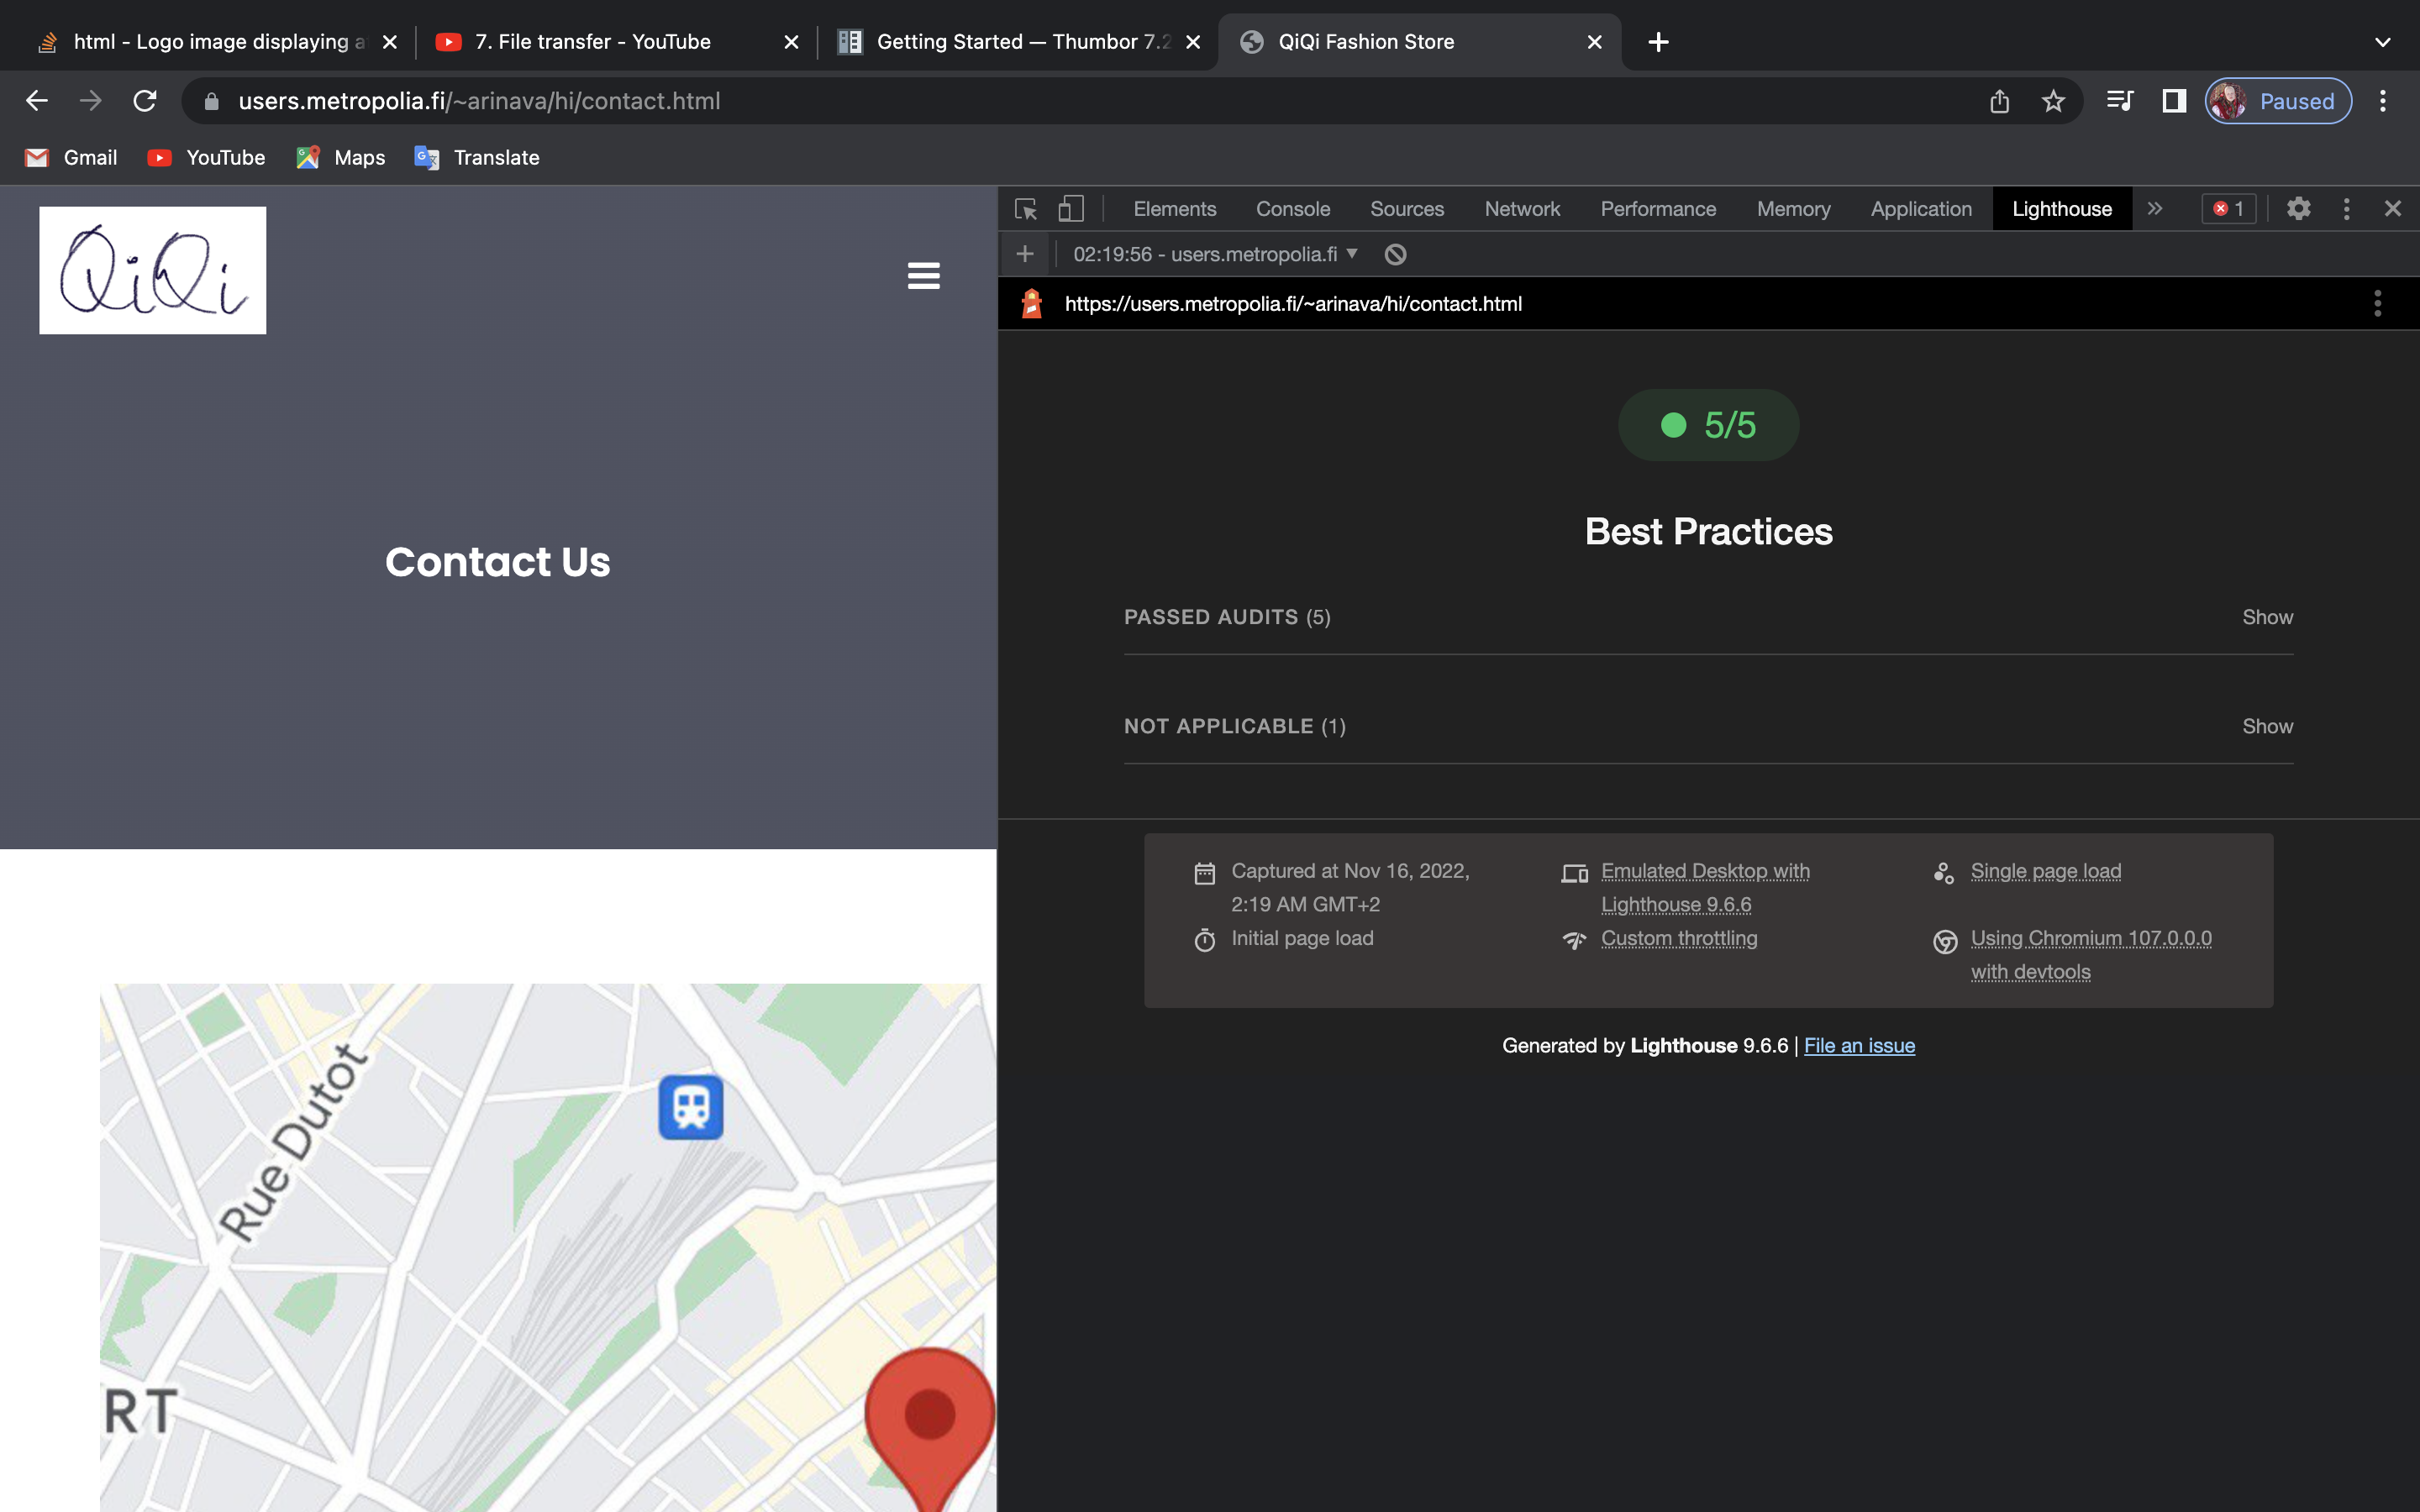 html - Logo image displaying a
7. File transfer - YouTube
Getting Started — Thumbor 7.2
QiQi Fashion Store
users.metropolia.fi/~arinava/hi/contact.html
Paused
Gmail
YouTube
Maps
Translate
QiQi
Contact Us
Rue Dutot
RT
Elements
Console
Sources
Network
Performance
Memory
Application
Lighthouse
1
02:19:56 - users.metropolia.fi
https://users.metropolia.fi/~arinava/hi/contact.html
5/5
Best Practices
PASSED AUDITS (5)
Show
NOT APPLICABLE (1)
Show
Captured at Nov 16, 2022,
2:19 AM GMT+2
Initial page load
Emulated Desktop with
Lighthouse 9.6.6
Custom throttling
Single page load
Using Chromium 107.0.0.0
with devtools
Generated by Lighthouse 9.6.6 | File an issue